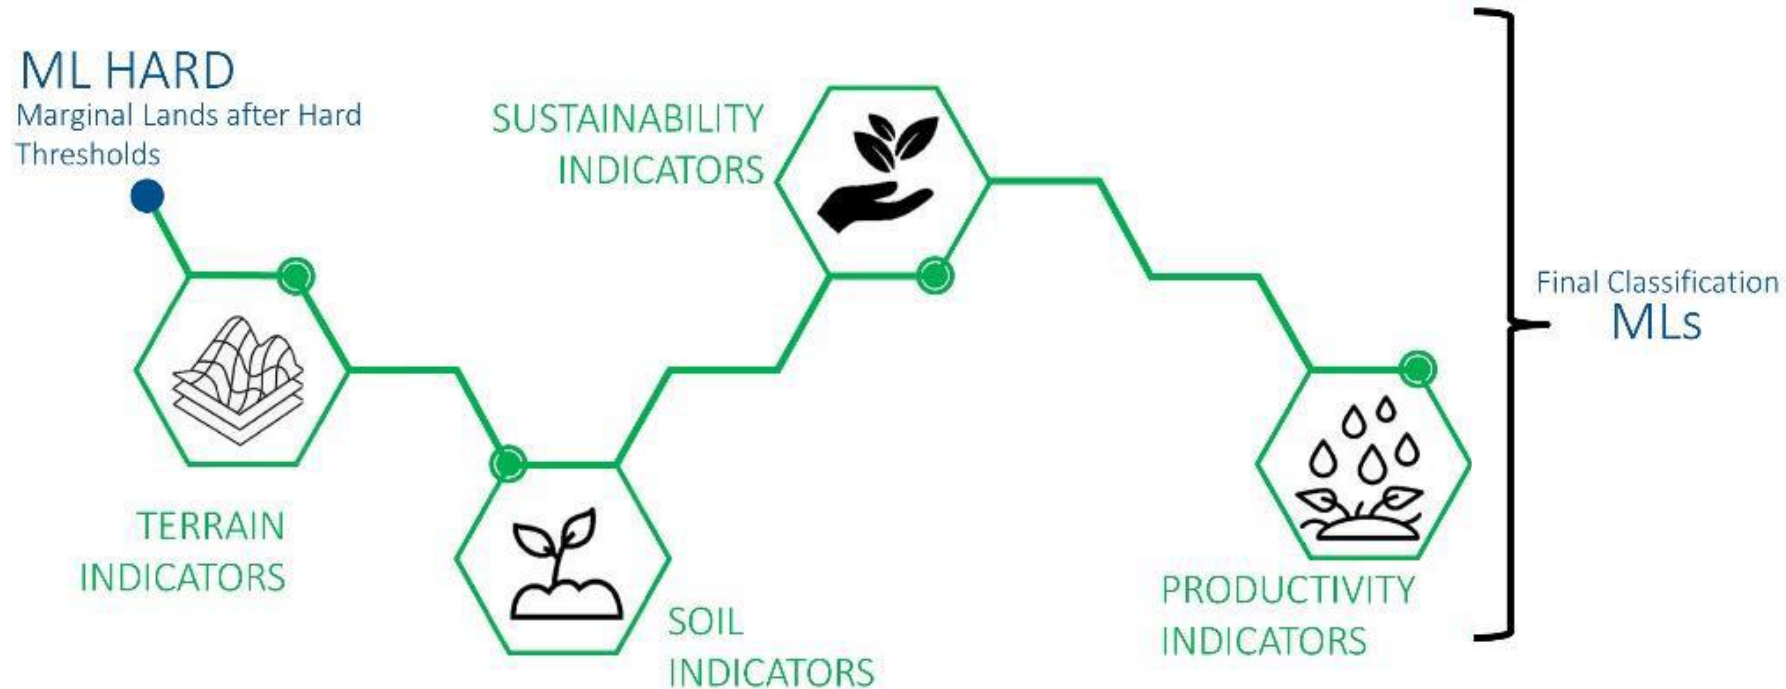 ML HARD
Marginal Lands after Hard
Thresholds
SUSTAINABILITY
INDICATORS
TERRAIN
INDICATORS
SOIL
INDICATORS
PRODUCTIVITY
INDICATORS
Final Classification
MLs